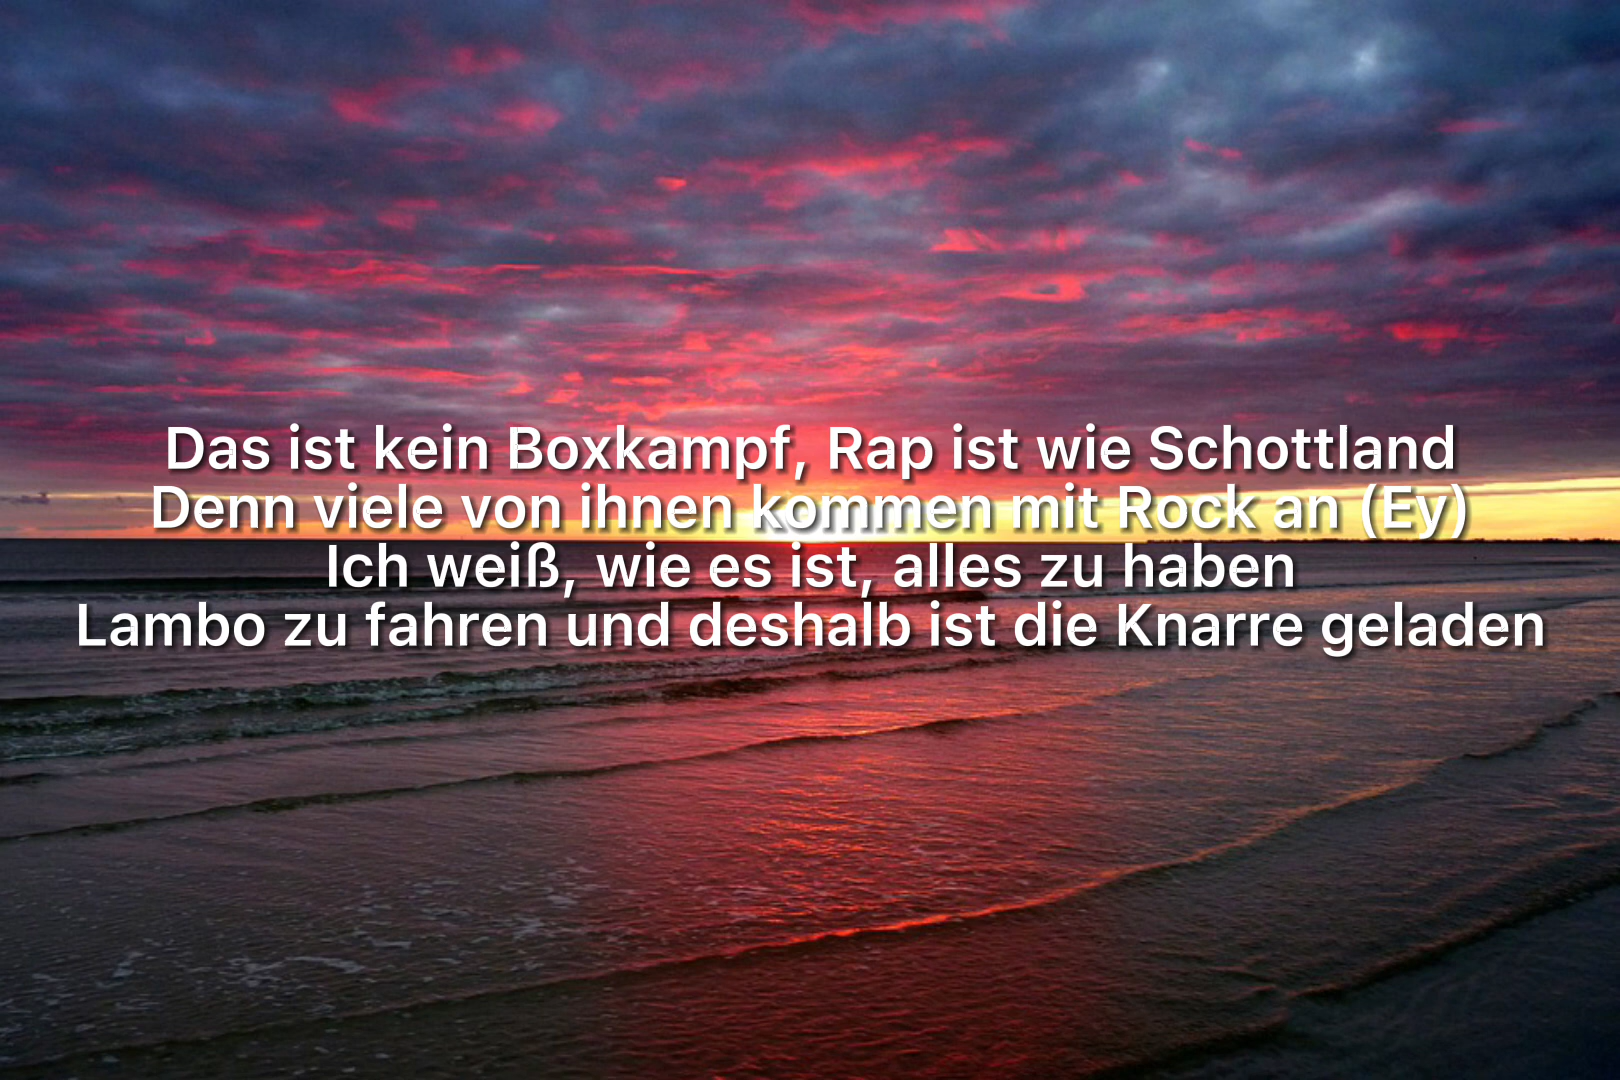 Das ist kein Boxkampf, Rap ist wie Schottland
Denn viele von ihnen kommen mit Rock an (Ey)
Ich weiß, wie es ist, alles zu haben
Lambo zu fahren und deshalb ist die Knarre geladen